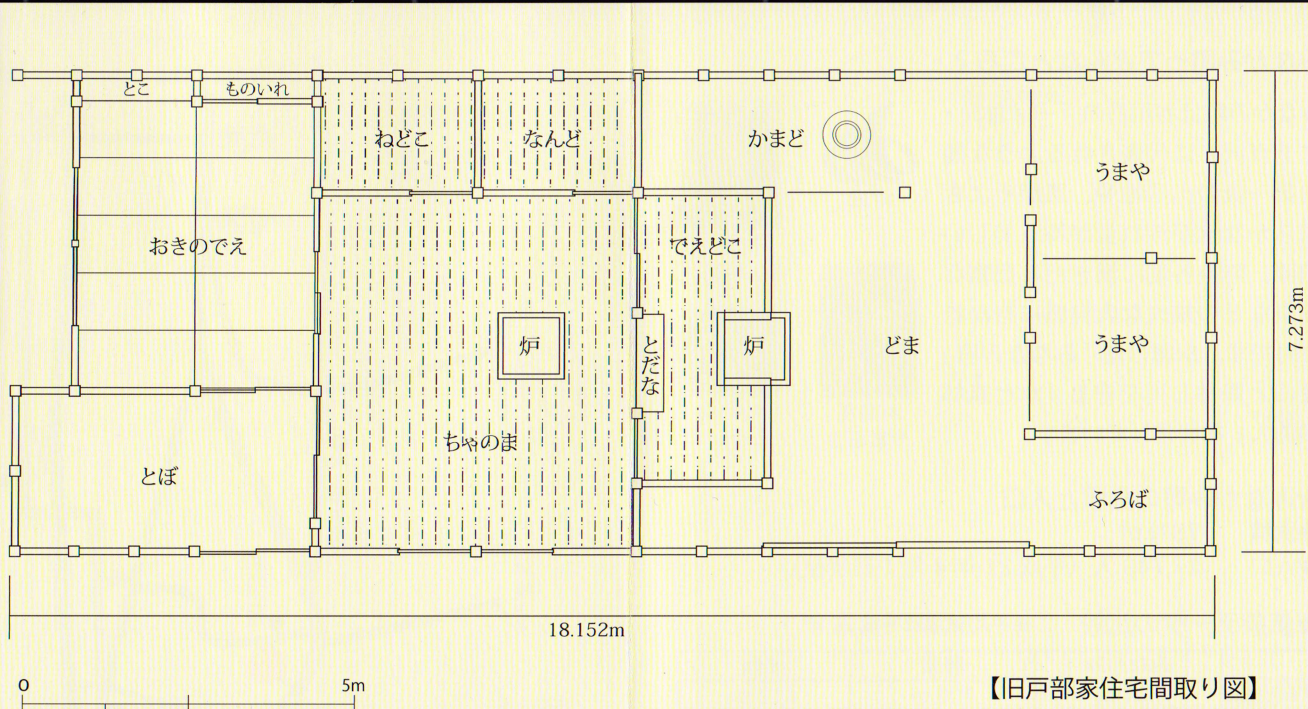 とこ
ものいれ
ねどこ
なんど
かまど
うまや
おきのでえ
でえどこ
炉
とだな
炉
どま
うまや
ちゃのま
とぼ
ふろば
7.273m
18.152m
0 5m
【旧戸部家住宅間取り図】